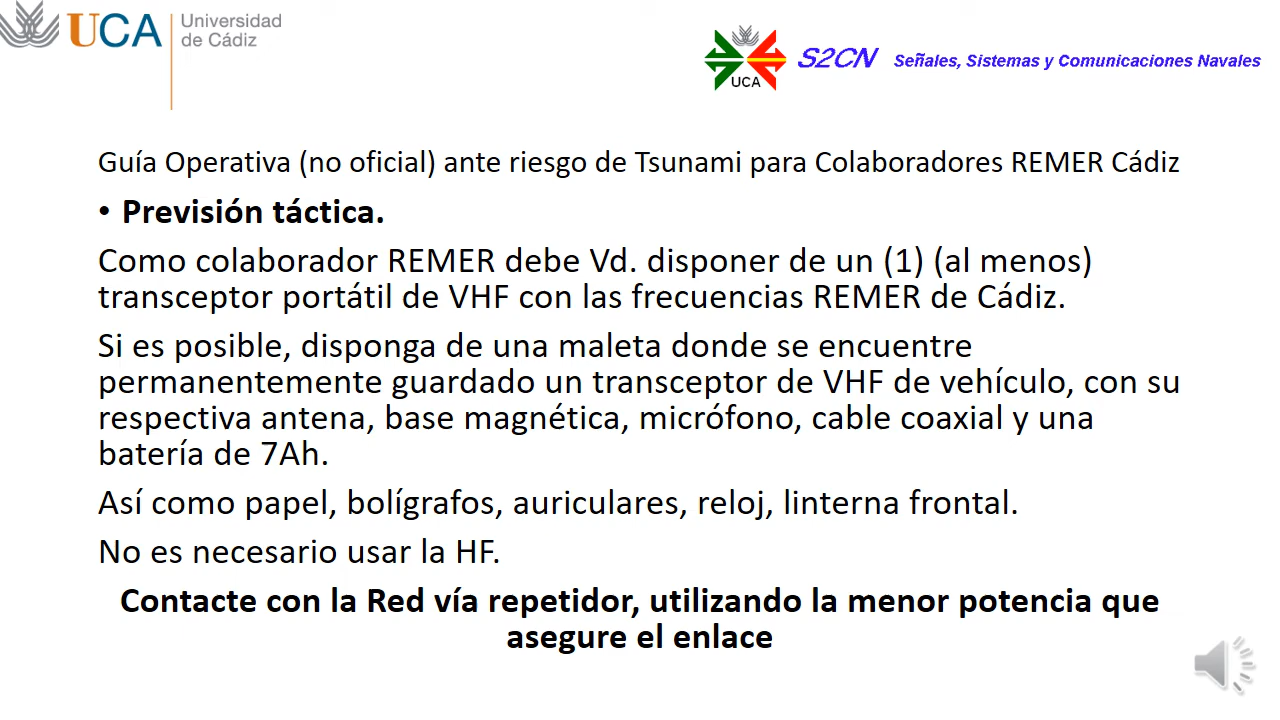 UCA
Universidad
de Cádiz
UCA
S2CN
Señales, Sistemas y Comunicaciones Navales
Guía Operativa (no oficial) ante riesgo de Tsunami para Colaboradores REMER Cádiz
• Previsión táctica.
Como colaborador REMER debe Vd. disponer de un (1) (al menos)
transceptor portátil de VHF con las frecuencias REMER de Cádiz.
Si es posible, disponga de una maleta donde se encuentre
permanentemente guardado un transceptor de VHF de vehículo, con su
respectiva antena, base magnética, micrófono, cable coaxial y una
batería de 7Ah.
Así como papel, bolígrafos, auriculares, reloj, linterna frontal.
No es necesario usar la HF.
Contacte con la Red vía repetidor, utilizando la menor potencia que
asegure el enlace